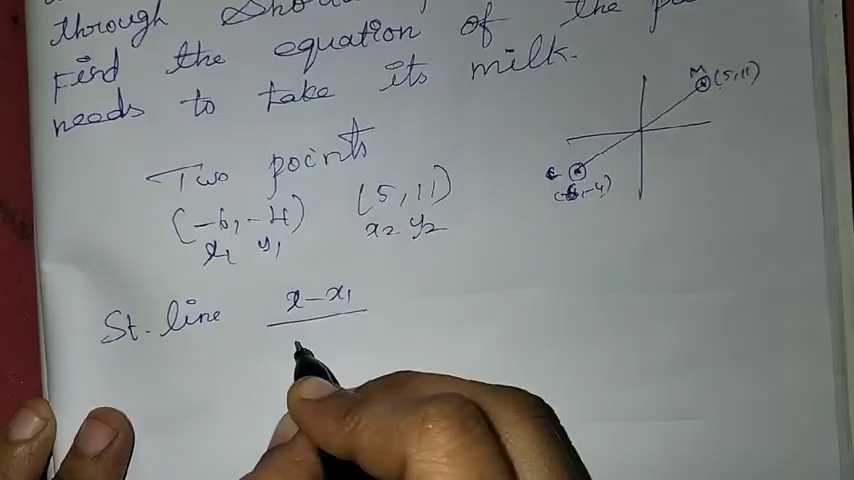 through
Find the equation of the
needs to take its milk.
M (5, 11)
Two points
(-6, -4) (5, 11)
x₁ y₁ x₂ y₂
St. line x - x₁